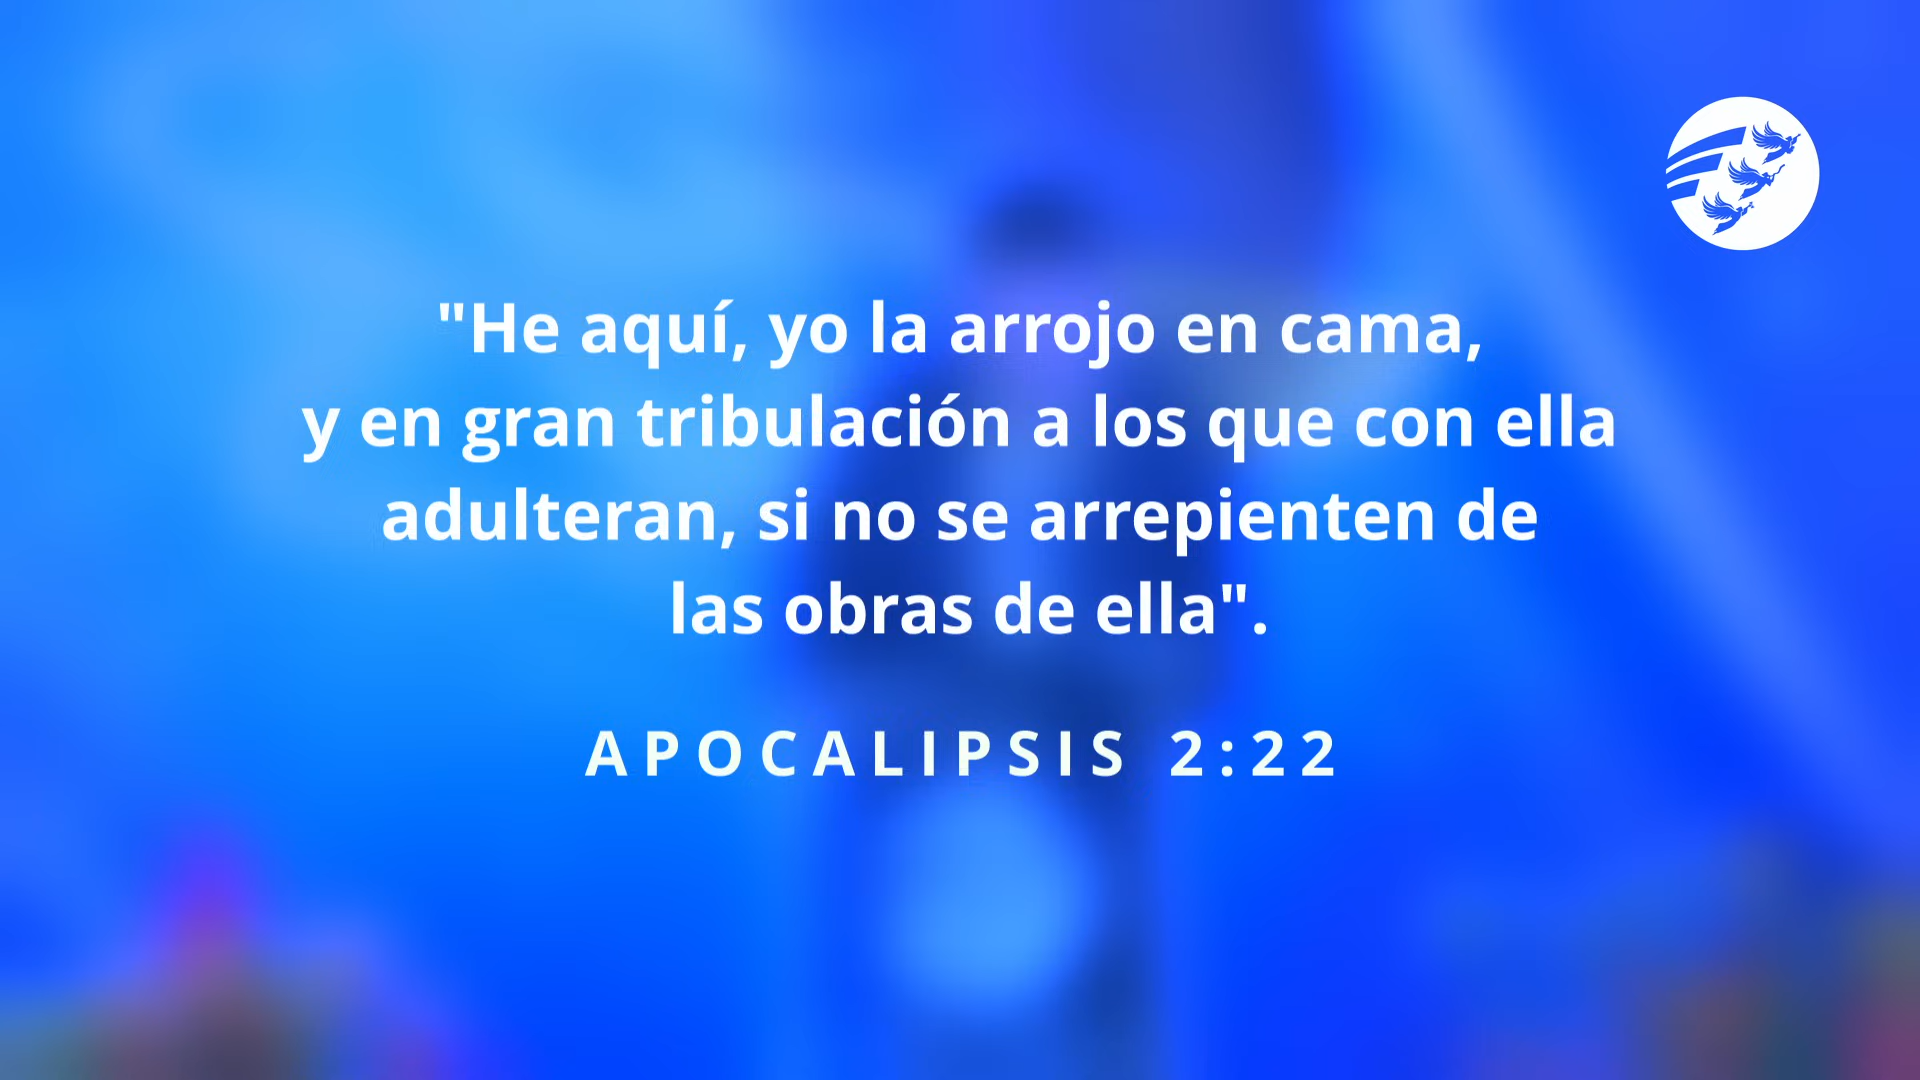 "He aquí, yo la arrojo en cama,
y en gran tribulación a los que con ella
adulteran, si no se arrepienten de
las obras de ella".
APOCALIPSIS 2:22